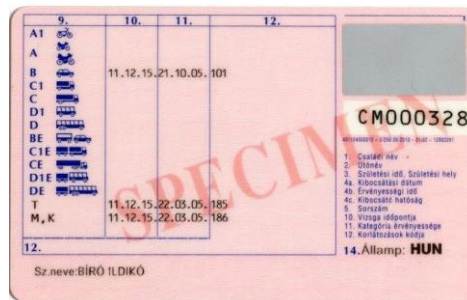 9. 10. 11. 12.
A1
A
B 11.12.15. 21.10.05. 101
C1
C
D1
D
BE
C1E
CE
D1E
DE
T 11.12.15. 22.03.05. 185
M,K 11.12.15. 22.03.05. 186
12.
Sz.neve:BÍRÓ ILDIKÓ
SPECIMEN
CM000328
1. Családi név
2. Utónév
3. Születési idő, Születési hely
4a. Kibocsátási dátum
4b. Érvényességi idő
4c. Kibocsátó hatóság
5. Sorszám
10. Vizsga időpontja
11. Kategória érvényessége
12. Korlátozások kódja
14.Államp: HUN